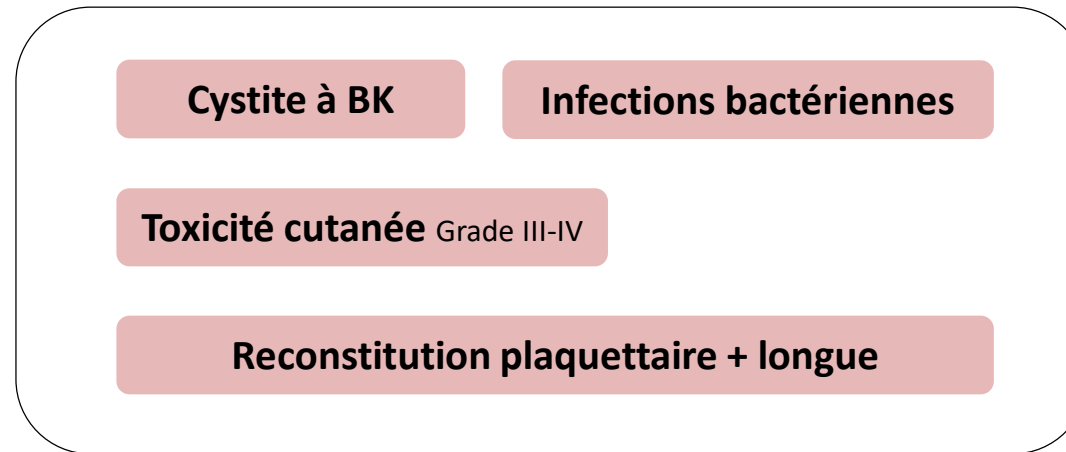 Cystite à BK
Infections bactériennes
Toxicité cutanée Grade III-IV
Reconstitution plaquettaire + longue